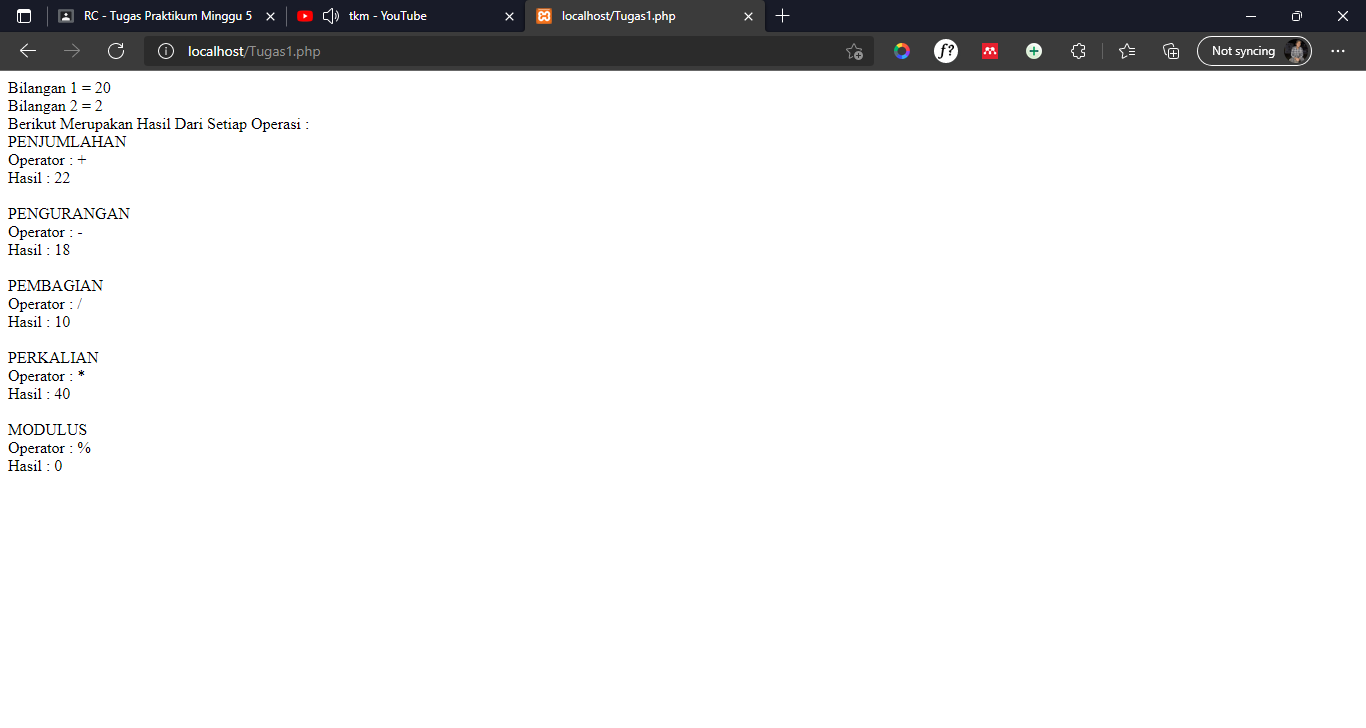 RC - Tugas Praktikum Minggu 5
tkm - YouTube
localhost/Tugas1.php
localhost/Tugas1.php
f?
Not syncing
Bilangan 1 = 20
Bilangan 2 = 2
Berikut Merupakan Hasil Dari Setiap Operasi :
PENJUMLAHAN
Operator : +
Hasil : 22
PENGURANGAN
Operator : -
Hasil : 18
PEMBAGIAN
Operator : /
Hasil : 10
PERKALIAN
Operator : *
Hasil : 40
MODULUS
Operator : %
Hasil : 0